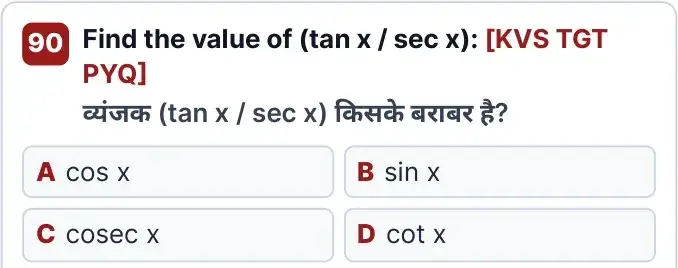 90 Find the value of (tan x / sec x): [KVS TGT
PYQ]
व्यंजक (tan x / sec x) किसके बराबर है?
A cos x
B sin x
C cosec x
D cot x